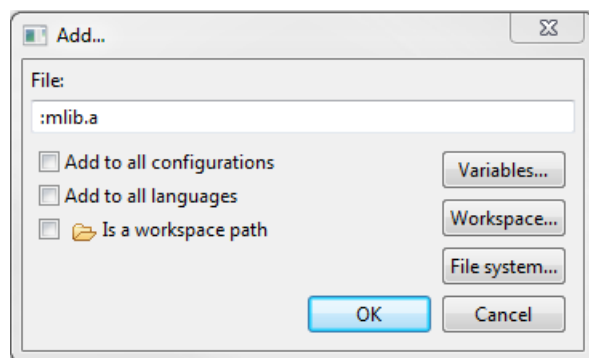 Add...
File:
:mlib.a
Add to all configurations
Variables...
Add to all languages
Workspace...
Is a workspace path
File system...
OK
Cancel